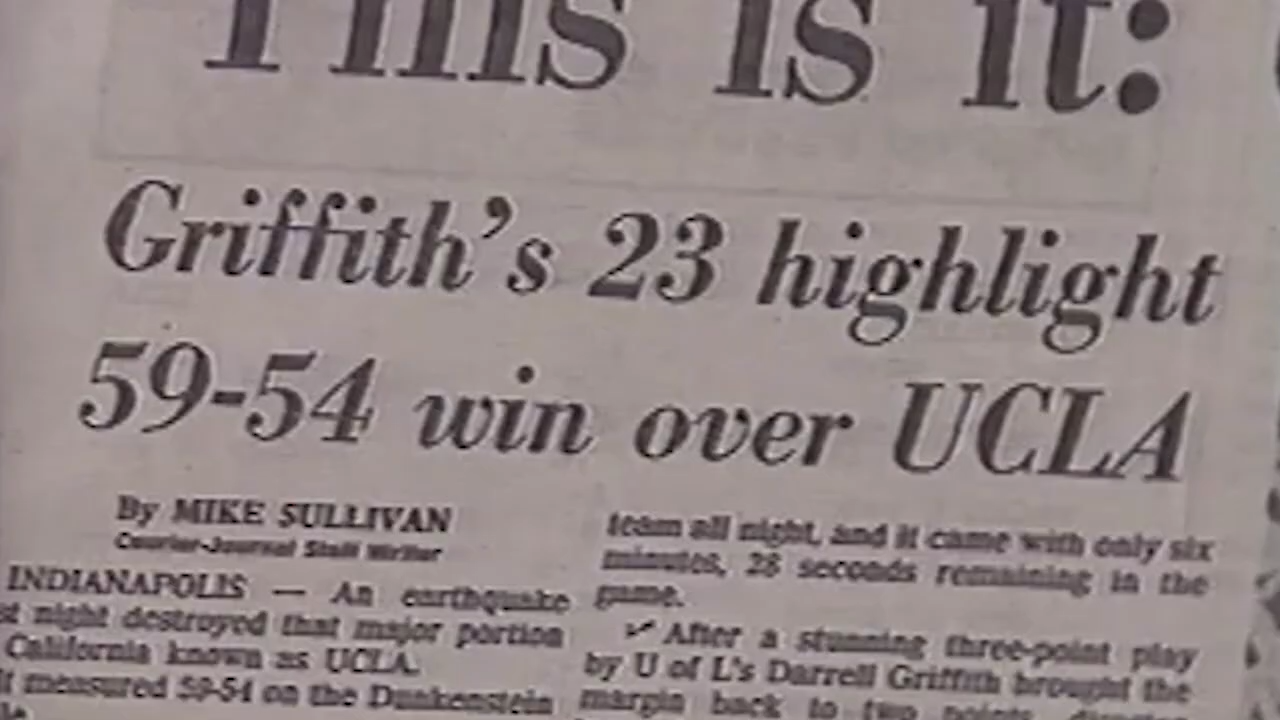 This is it:
Griffith's 23 highlight
59-54 win over UCLA
By MIKE SULLIVAN
Courier-Journal Staff Writer
INDIANAPOLIS — An earthquake
night destroyed that major portion
California known as UCLA.
measured 59-54 on the Dunkenstein
team all night, and it came with only six
minutes, 28 seconds remaining in the
game.
✓ After a stunning three-point play
by U of L's Darrell Griffith brought the
margin back to two points,